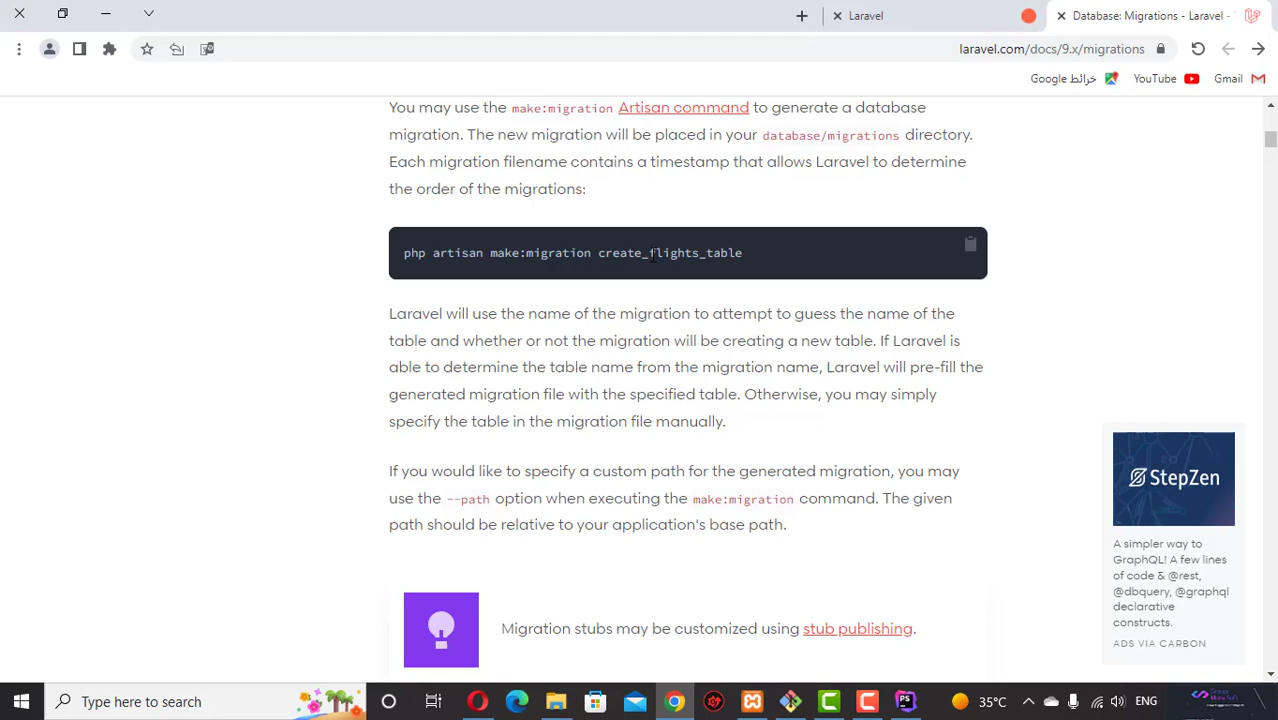 Laravel
Database: Migrations - Laravel -
laravel.com/docs/9.x/migrations
Gmail
YouTube
خرائط Google
You may use the make:migration Artisan command to generate a database
migration. The new migration will be placed in your database/migrations directory.
Each migration filename contains a timestamp that allows Laravel to determine
the order of the migrations:
php artisan make:migration create_flights_table
Laravel will use the name of the migration to attempt to guess the name of the
table and whether or not the migration will be creating a new table. If Laravel is
able to determine the table name from the migration name, Laravel will pre-fill the
generated migration file with the specified table. Otherwise, you may simply
specify the table in the migration file manually.
If you would like to specify a custom path for the generated migration, you may
use the --path option when executing the make:migration command. The given
path should be relative to your application's base path.
Migration stubs may be customized using stub publishing.
StepZen
A simpler way to
GraphQL! A few lines
of code & @rest,
@dbquery, @graphql
declarative
constructs.
ADS VIA CARBON
Type here to search
35°C
ENG